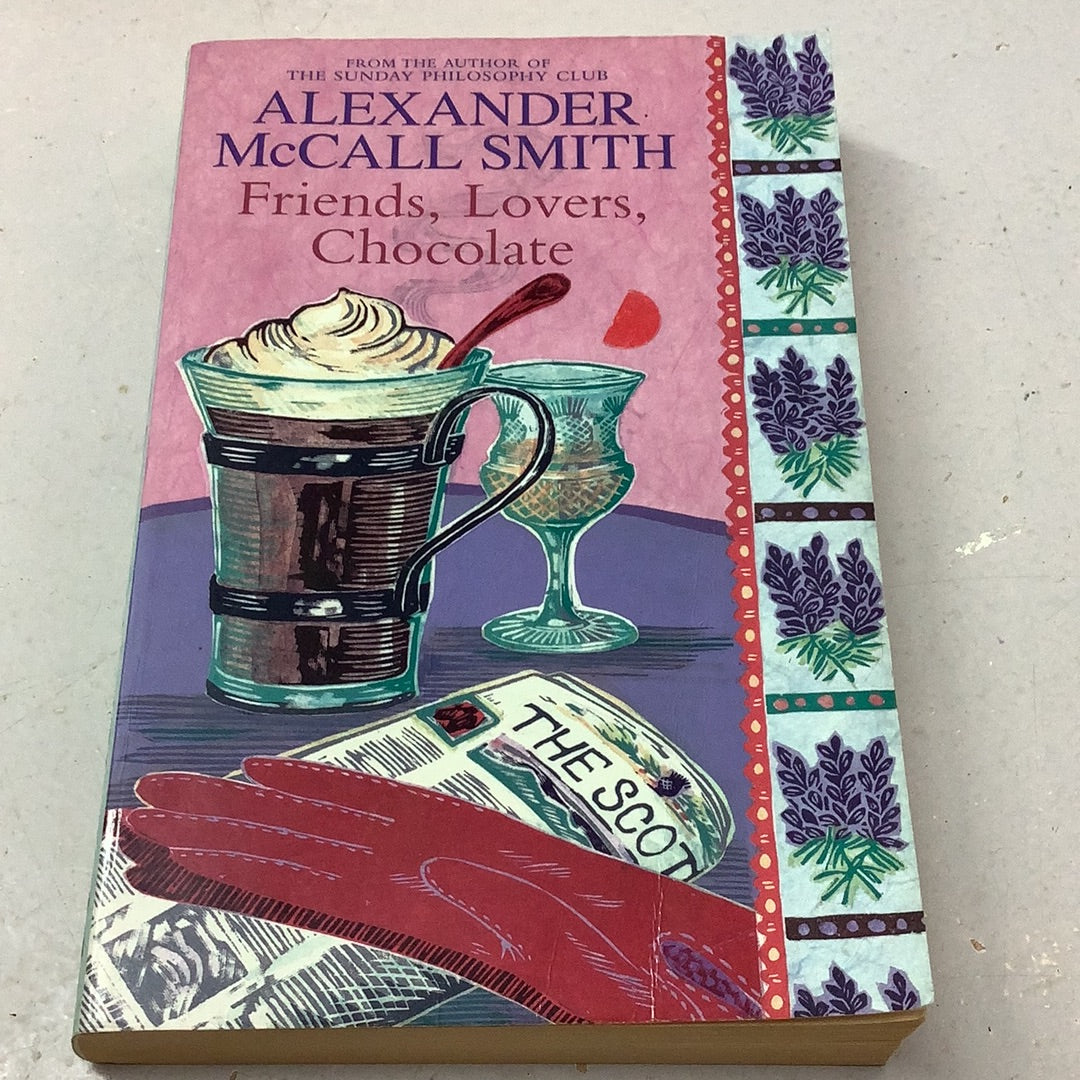 FROM THE AUTHOR OF
THE SUNDAY PHILOSOPHY CLUB
ALEXANDER
McCALL SMITH
Friends, Lovers,
Chocolate
THE SCOT